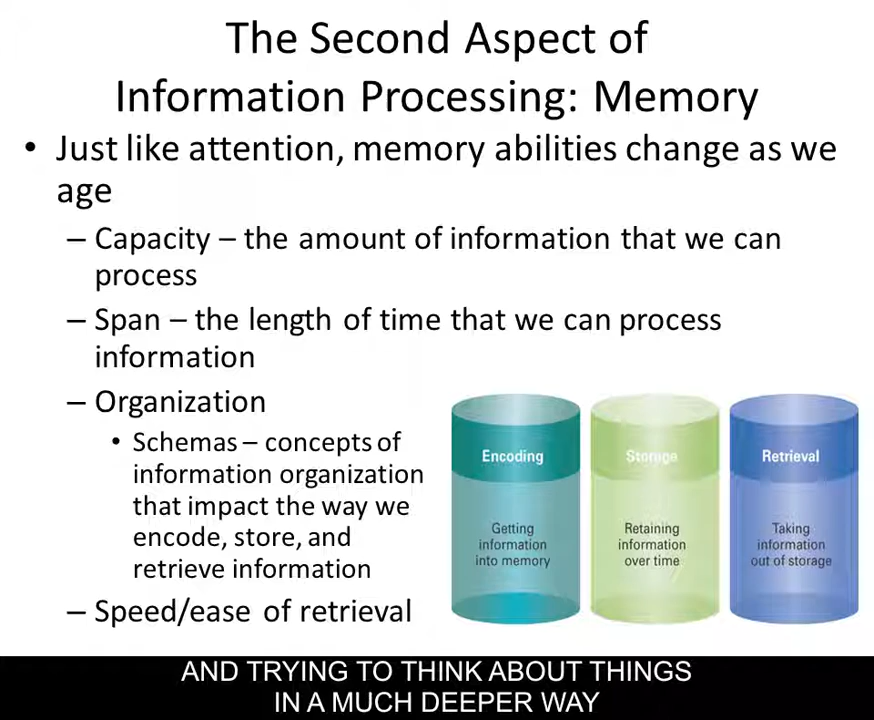 The Second Aspect of
Information Processing: Memory
• Just like attention, memory abilities change as we
age
– Capacity – the amount of information that we can
process
– Span – the length of time that we can process
information
– Organization
• Schemas – concepts of
information organization
that impact the way we
encode, store, and
retrieve information
– Speed/ease of retrieval
Encoding
Getting
information
into memory
Storage
Retaining
information
over time
Retrieval
Taking
information
out of storage
AND TRYING TO THINK ABOUT THINGS
IN A MUCH DEEPER WAY